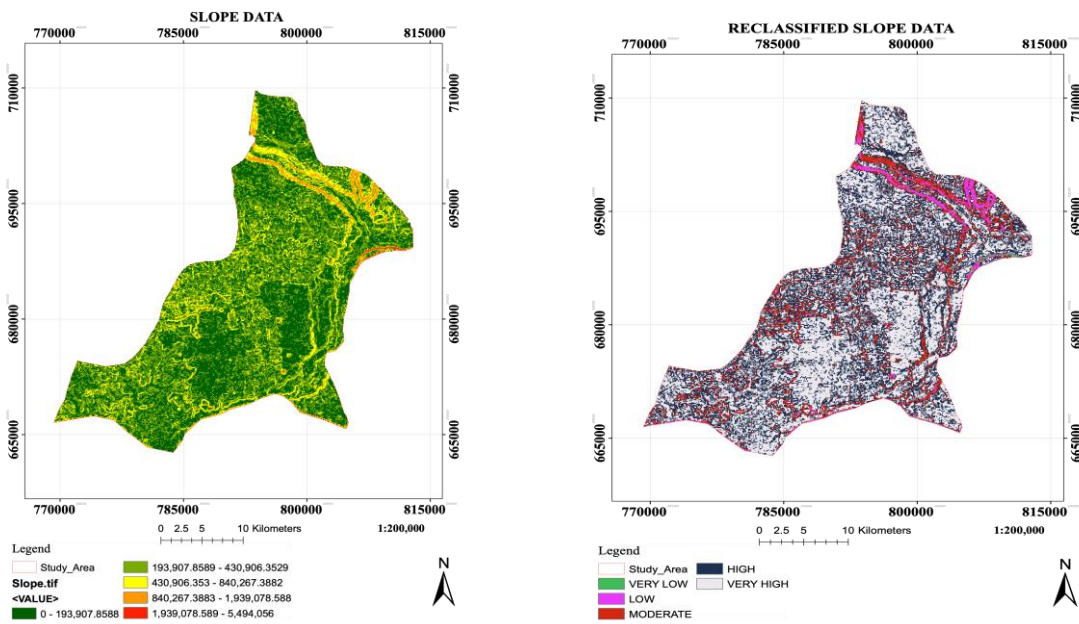 SLOPE DATA
770000 785000 800000 815000
710000 710000
695000 695000
680000 680000
665000 665000
770000 785000 800000 815000
0 2.5 5 10 Kilometers
1:200,000
Legend
Study_Area
Slope.tif
<VALUE>
0 - 193,907.8588
193,907.8589 - 430,906.3529
430,906.353 - 840,267.3882
840,267.3883 - 1,939,078.588
1,939,078.589 - 5,494,056
N
RECLASSIFIED SLOPE DATA
770000 785000 800000 815000
710000 710000
695000 695000
680000 680000
665000 665000
770000 785000 800000 815000
0 2.5 5 10 Kilometers
1:200,000
Legend
Study_Area
VERY LOW
LOW
MODERATE
HIGH
VERY HIGH
N